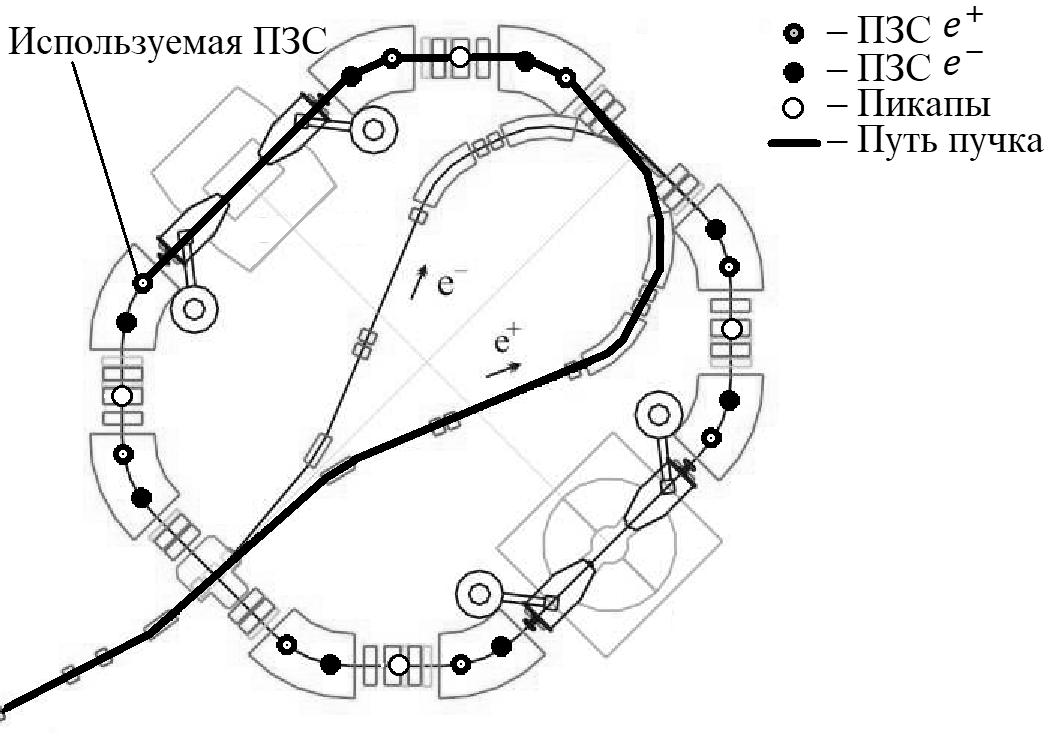 Используемая ПЗС
– ПЗС e⁺
– ПЗС e⁻
– Пикапы
– Путь пучка
e⁻
e⁺